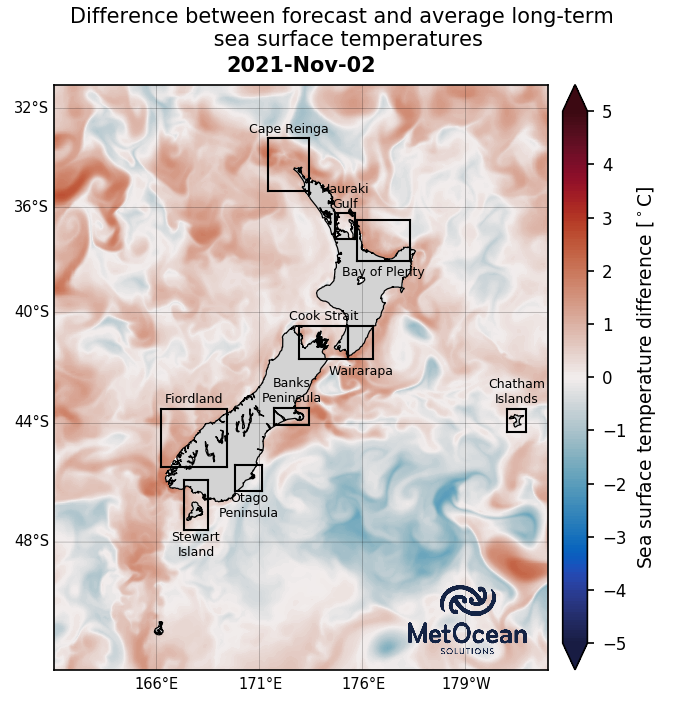 Difference between forecast and average long-term
sea surface temperatures
2021-Nov-02
32°S
36°S
40°S
44°S
48°S
Cape Reinga
Hauraki
Gulf
Bay of Plenty
Cook Strait
Wairarapa
Banks
Peninsula
Fiordland
Chatham
Islands
Otago
Peninsula
Stewart
Island
MetOcean
SOLUTIONS
166°E
171°E
176°E
179°W
5
4
3
2
1
0
−1
−2
−3
−4
−5
Sea surface temperature difference [°C]